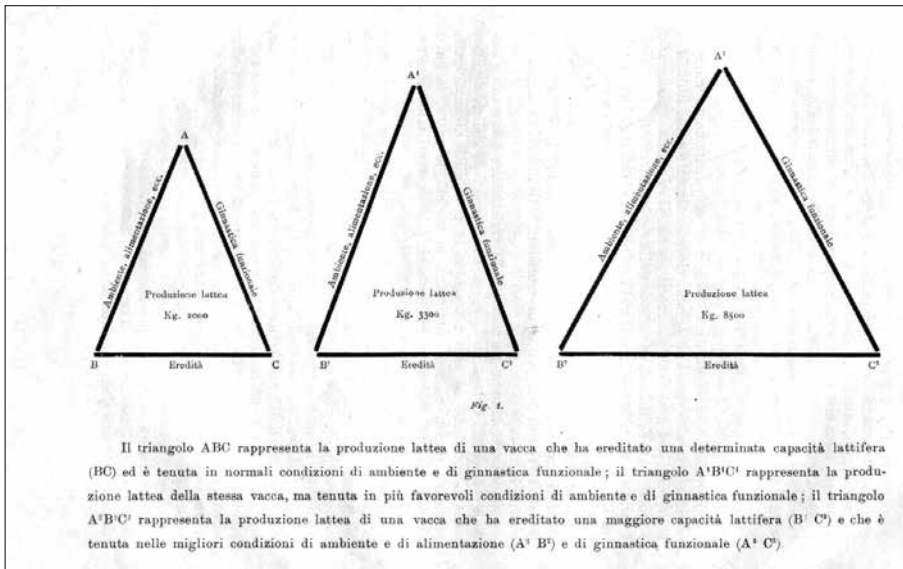 A
Ambiente, alimentazione, ecc.
Ginnastica funzionale
Produzione lattea
Kg. 2000
B
Eredità
C
A¹
Ambiente, alimentazione, ecc.
Ginnastica funzionale
Produzione lattea
Kg. 3300
B¹
Eredità
C¹
A²
Ambiente, alimentazione, ecc.
Ginnastica funzionale
Produzione lattea
Kg. 8500
B²
Eredità
C²
Fig. 1.
Il triangolo ABC rappresenta la produzione lattea di una vacca che ha ereditato una determinata capacità lattifera
(BC) ed è tenuta in normali condizioni di ambiente e di ginnastica funzionale ; il triangolo A¹B¹C¹ rappresenta la produ-
zione lattea della stessa vacca, ma tenuta in più favorevoli condizioni di ambiente e di ginnastica funzionale ; il triangolo
A²B²C² rappresenta la produzione lattea di una vacca che ha ereditato una maggiore capacità lattifera (B² C²) e che è
tenuta nelle migliori condizioni di ambiente e di alimentazione (A² B²) e di ginnastica funzionale (A² C²)